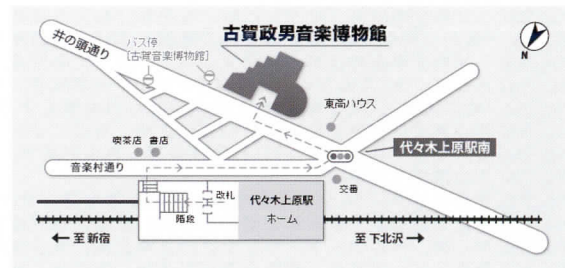 古賀政男音楽博物館
井の頭通り
バス停
[古賀音楽博物館]
N
東高ハウス
喫茶店 書店
代々木上原駅南
音楽村通り
交番
改札
階段
代々木上原駅
ホーム
← 至 新宿
至 下北沢 →